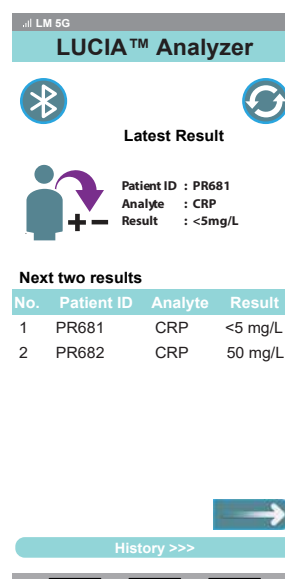 LM 5G
LUCIA™ Analyzer
Latest Result
Patient ID : PR681
Analyte : CRP
Result : <5mg/L
Next two results
No. Patient ID Analyte Result
1 PR681 CRP <5 mg/L
2 PR682 CRP 50 mg/L
History >>>